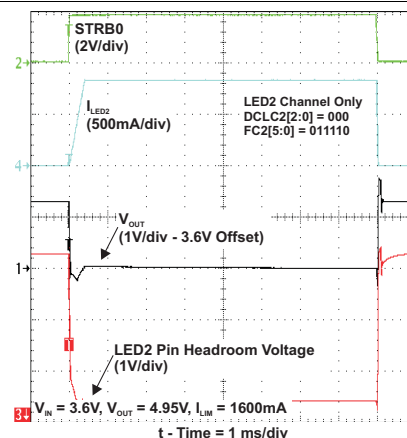 STRB0
(2V/div)
2
I_LED2
(500mA/div)
LED2 Channel Only
DCLC2[2:0] = 000
FC2[5:0] = 011110
4
T
V_OUT
(1V/div - 3.6V Offset)
1
T
LED2 Pin Headroom Voltage
(1V/div)
3
V_IN = 3.6V, V_OUT = 4.95V, I_LIM = 1600mA
t - Time = 1 ms/div